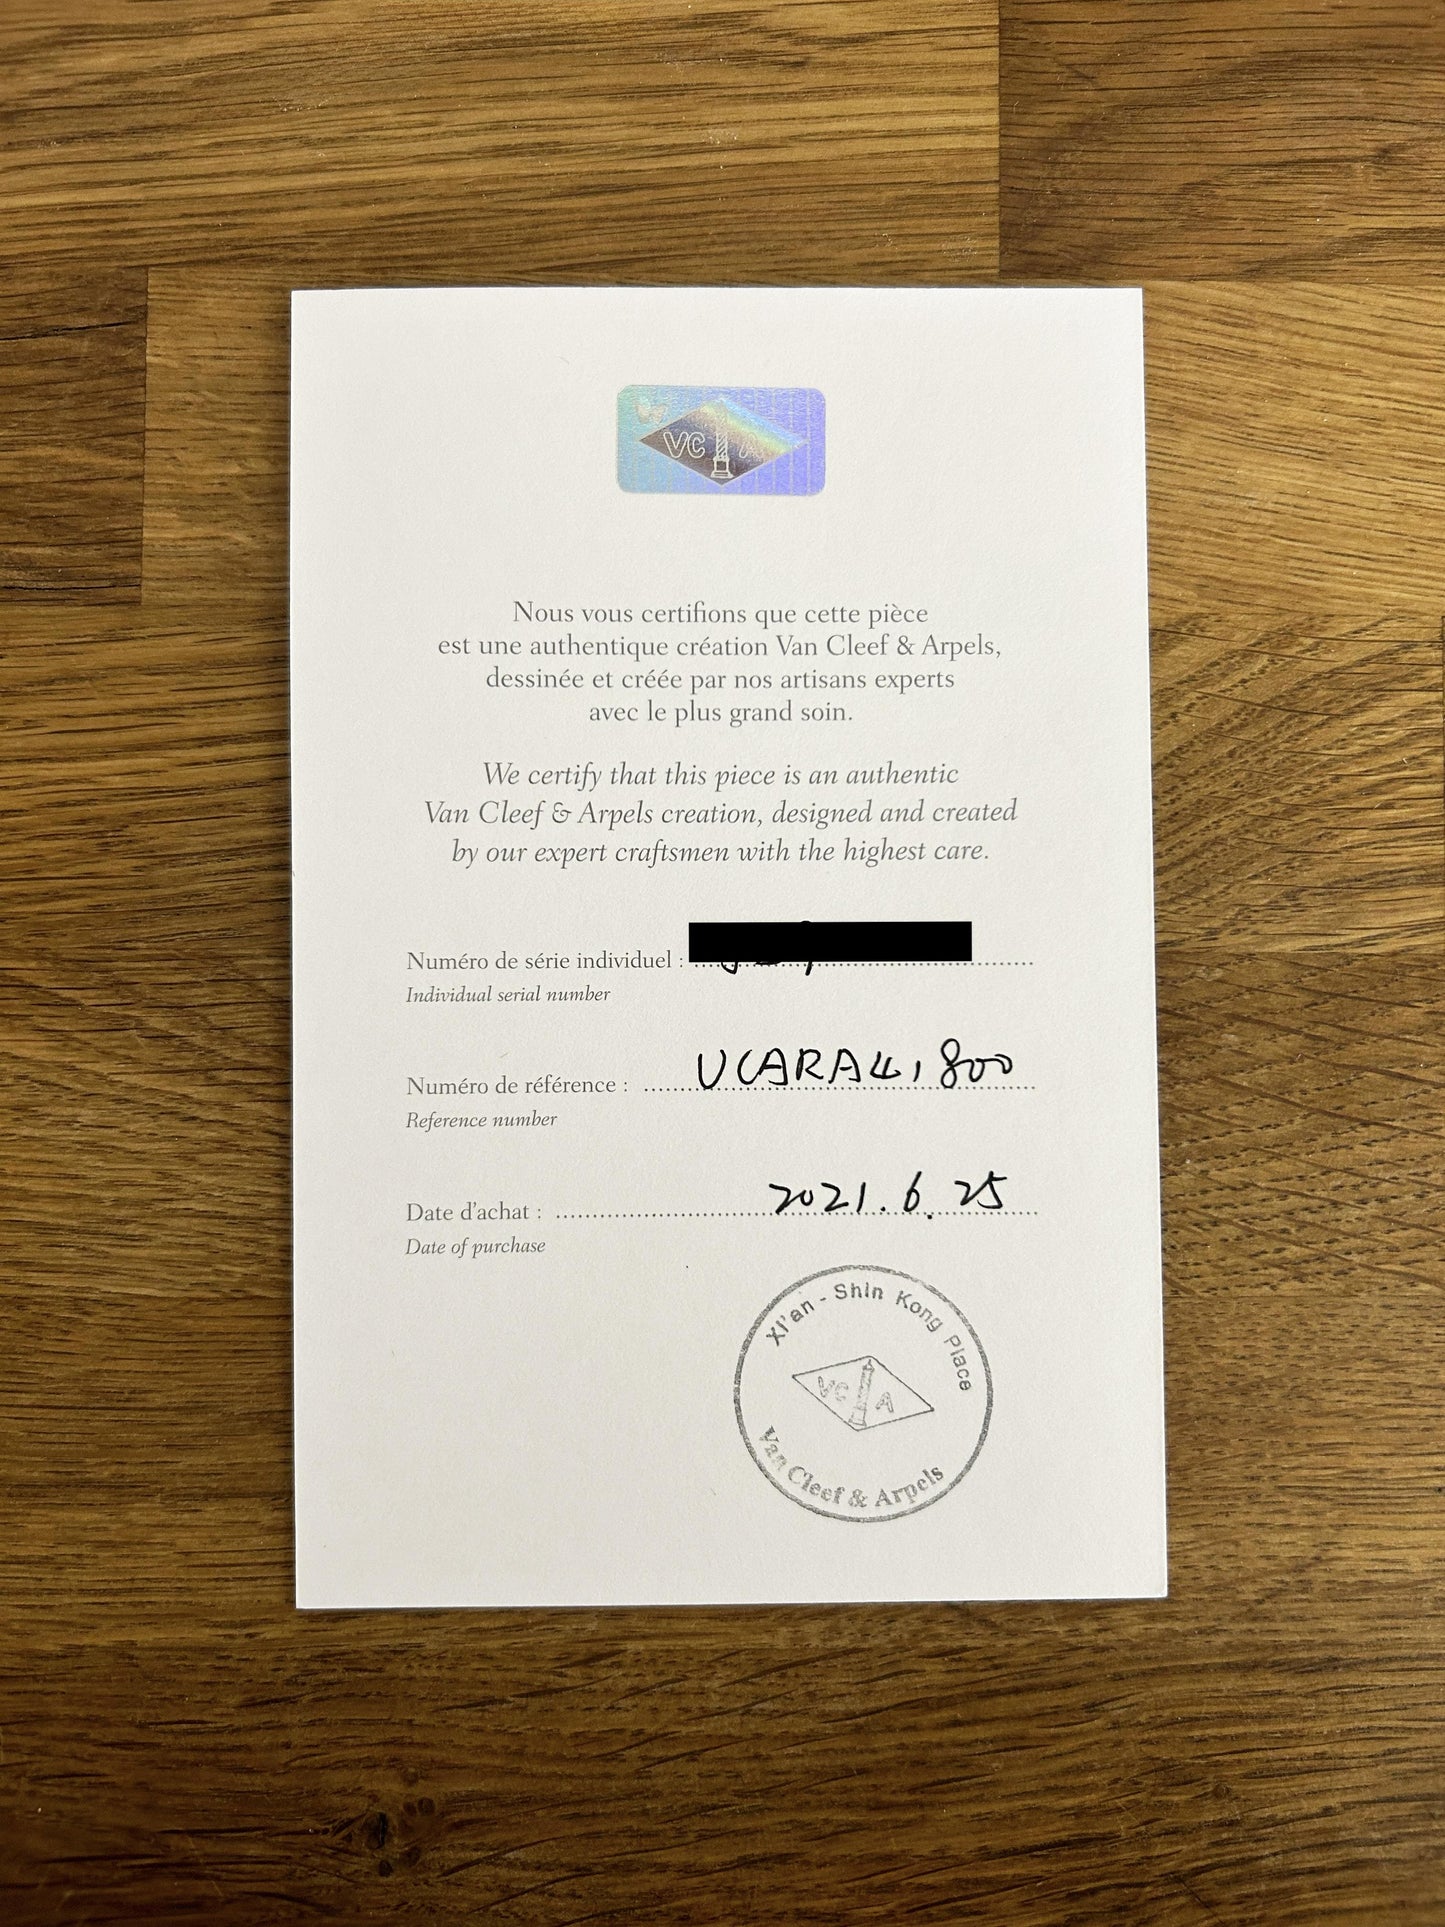 VC A
Nous vous certifions que cette pièce
est une authentique création Van Cleef & Arpels,
dessinée et créée par nos artisans experts
avec le plus grand soin.
We certify that this piece is an authentic
Van Cleef & Arpels creation, designed and created
by our expert craftsmen with the highest care.
Numéro de série individuel :
Individual serial number
Numéro de référence : VCARA41800
Reference number
Date d'achat : 2021.6.25
Date of purchase
Xi'an - Shin Kong Place
VC A
Van Cleef & Arpels